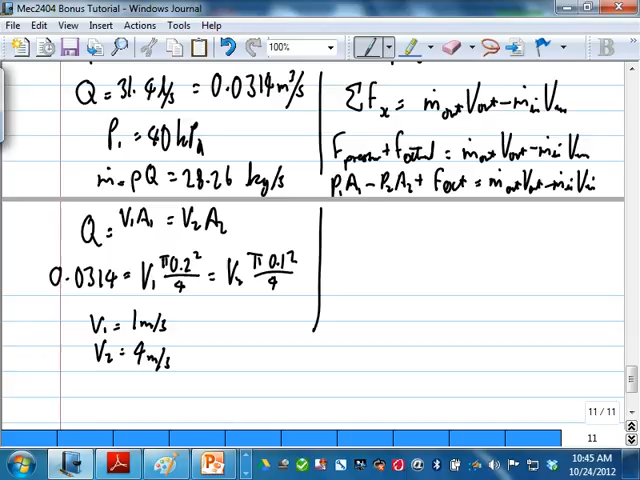 Mec2404 Bonus Tutorial - Windows Journal
File Edit View Insert Actions Tools Help
100%
B
Q = 31.4 l/s = 0.0314 m³/s
P₁ = 40 kPa
ṁ = ρQ = 28.26 kg/s
ΣFₓ = ṁout Vout - ṁin Vin
Fpressure + Fexternal = ṁout Vout - ṁin Vin
P₁A₁ - P₂A₂ + Fout = ṁout Vout - ṁin Vin
Q = V₁A₁ = V₂A₂
0.0314 = V₁ π0.2²/4 = V₂ π0.1²/4
V₁ = 1 m/s
V₂ = 4 m/s
11 / 11
11
10:45 AM
10/24/2012